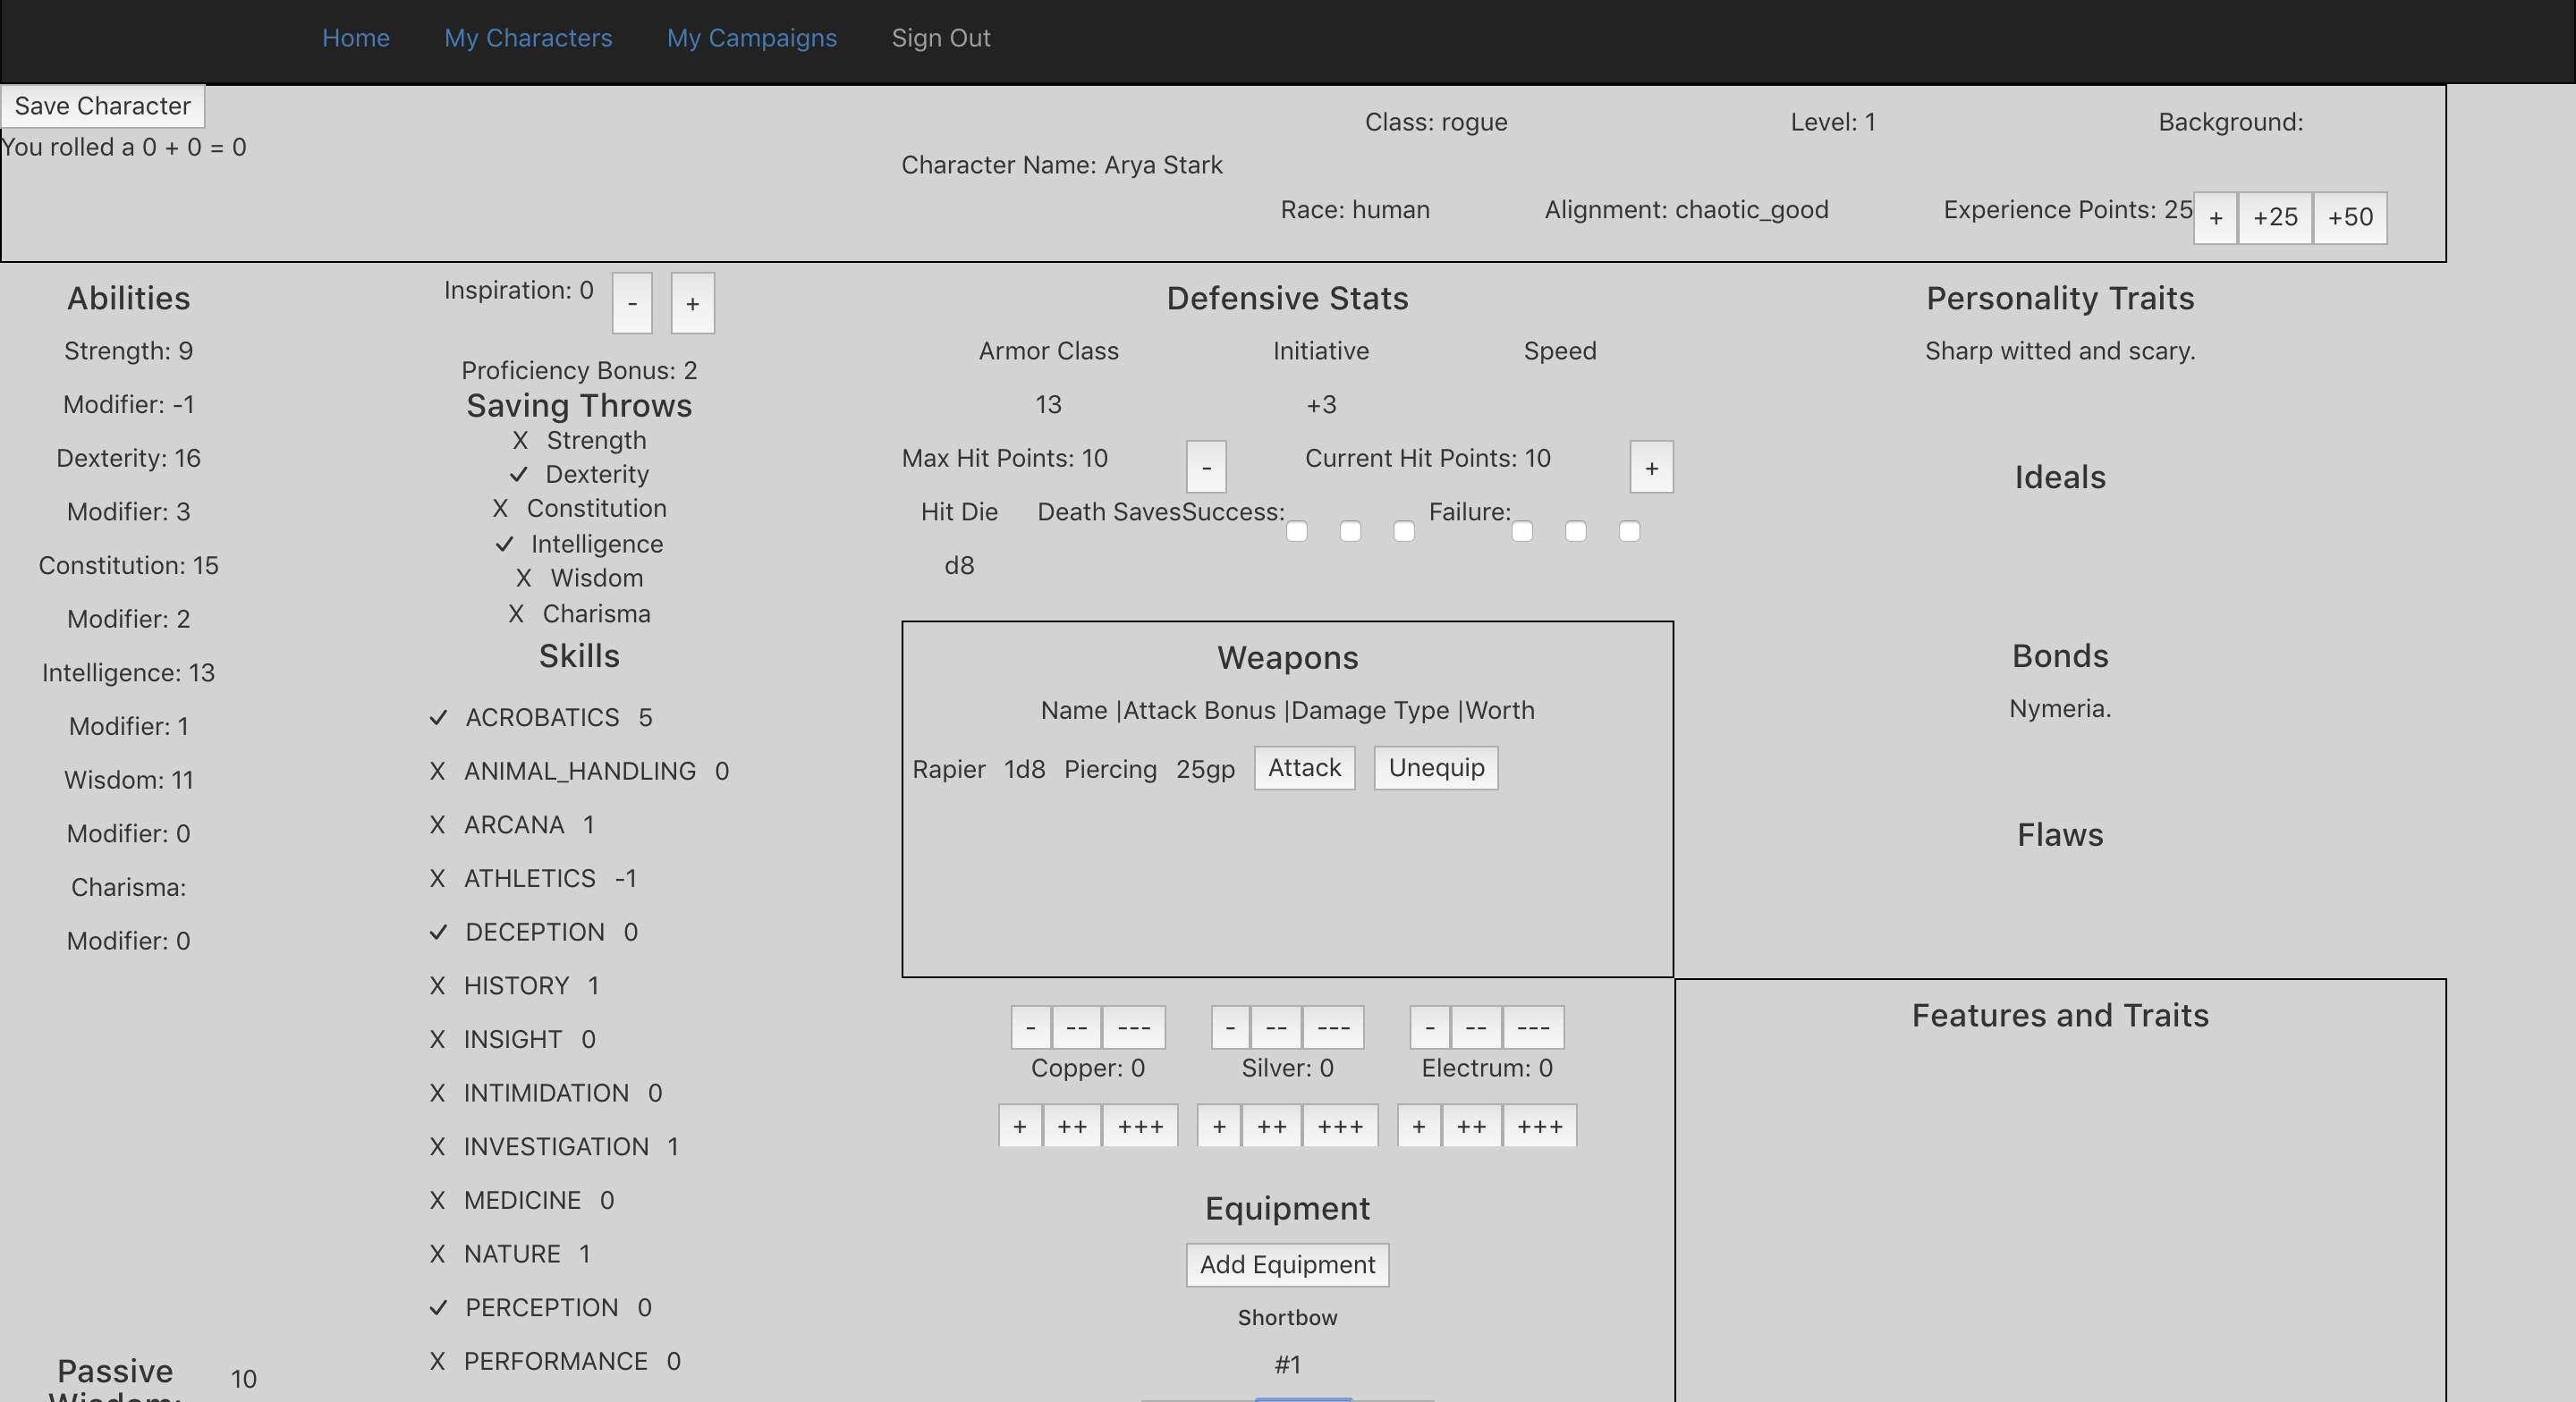 Home My Characters My Campaigns Sign Out
Save Character
You rolled a 0 + 0 = 0
Class: rogue Level: 1 Background:
Character Name: Arya Stark
Race: human Alignment: chaotic_good Experience Points: 25 + +25 +50
Abilities
Strength: 9
Modifier: -1
Dexterity: 16
Modifier: 3
Constitution: 15
Modifier: 2
Intelligence: 13
Modifier: 1
Wisdom: 11
Modifier: 0
Charisma:
Modifier: 0
Passive
Wisdom:
10
Inspiration: 0 - +
Proficiency Bonus: 2
Saving Throws
X Strength
✓ Dexterity
X Constitution
✓ Intelligence
X Wisdom
X Charisma
Skills
✓ ACROBATICS 5
X ANIMAL_HANDLING 0
X ARCANA 1
X ATHLETICS -1
✓ DECEPTION 0
X HISTORY 1
X INSIGHT 0
X INTIMIDATION 0
X INVESTIGATION 1
X MEDICINE 0
X NATURE 1
✓ PERCEPTION 0
X PERFORMANCE 0
Defensive Stats
Armor Class Initiative Speed
13 +3
Max Hit Points: 10 - Current Hit Points: 10 +
Hit Die Death SavesSuccess: Failure:
d8
Weapons
Name |Attack Bonus |Damage Type |Worth
Rapier 1d8 Piercing 25gp Attack Unequip
- -- --- - -- --- - -- ---
Copper: 0 Silver: 0 Electrum: 0
+ ++ +++ + ++ +++ + ++ +++
Equipment
Add Equipment
Shortbow
#1
Personality Traits
Sharp witted and scary.
Ideals
Bonds
Nymeria.
Flaws
Features and Traits